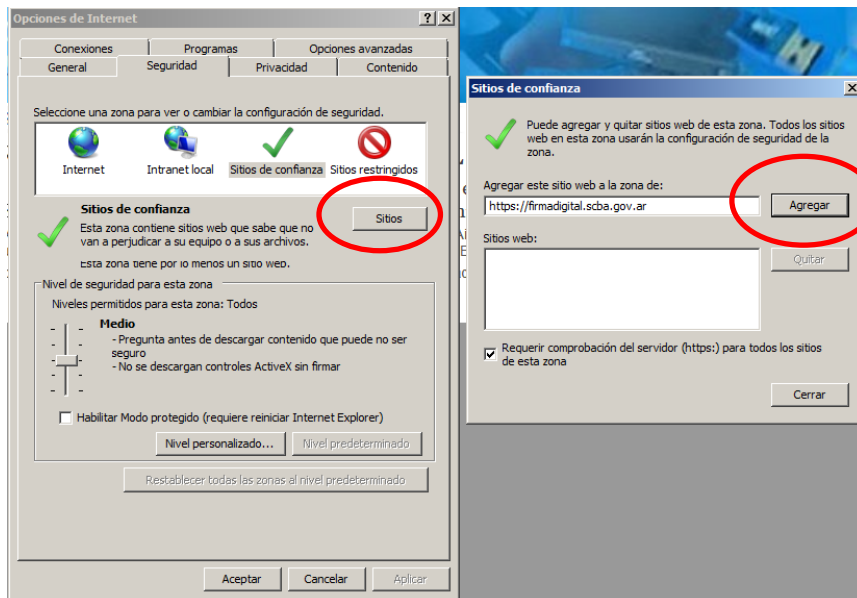 Opciones de Internet
Conexiones
Programas
Opciones avanzadas
General
Seguridad
Privacidad
Contenido
Seleccione una zona para ver o cambiar la configuración de seguridad.
Internet
Intranet local
Sitios de confianza
Sitios restringidos
Sitios de confianza
Esta zona contiene sitios web que sabe que no
van a perjudicar a su equipo o a sus archivos.
Esta zona tiene por lo menos un sitio web.
Sitios
Nivel de seguridad para esta zona
Niveles permitidos para esta zona: Todos
Medio
- Pregunta antes de descargar contenido que puede no ser
seguro
- No se descargan controles ActiveX sin firmar
Habilitar Modo protegido (requiere reiniciar Internet Explorer)
Nivel personalizado...
Nivel predeterminado
Restablecer todas las zonas al nivel predeterminado
Aceptar
Cancelar
Aplicar
Sitios de confianza
Puede agregar y quitar sitios web de esta zona. Todos los sitios
web en esta zona usarán la configuración de seguridad de la
zona.
Agregar este sitio web a la zona de:
https://firmadigital.scba.gov.ar
Agregar
Sitios web:
Quitar
Requerir comprobación del servidor (https:) para todos los sitios
de esta zona
Cerrar